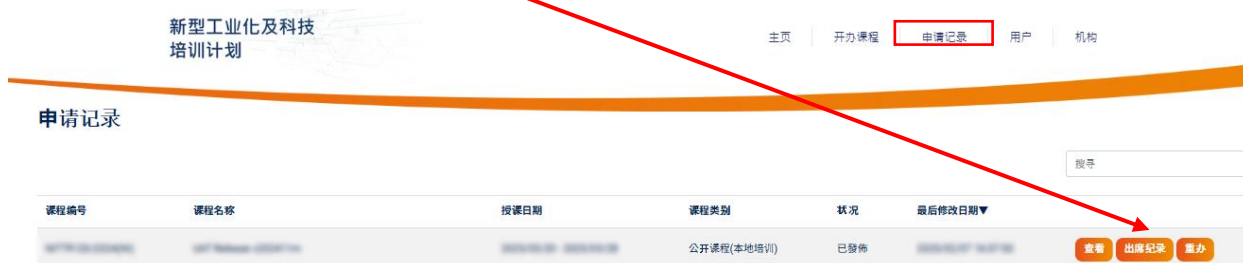 新型工业化及科技
培训计划
主页 开办课程 申请记录 用户 机构
申请记录
搜寻
课程编号 课程名称 授课日期 课程类别 状况 最后修改日期▼
公开课程(本地培训) 已發佈 查看 出席纪录 重办